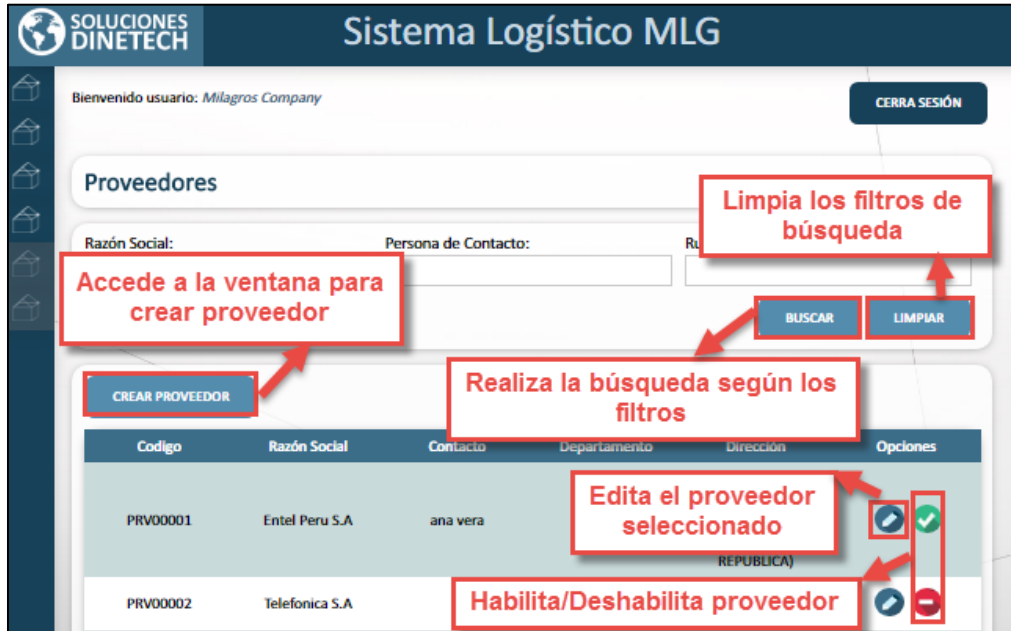 SOLUCIONES
DINETECH
Sistema Logístico MLG
Bienvenido usuario: Milagros Company
CERRA SESIÓN
Proveedores
Limpia los filtros de
búsqueda
Razón Social:
Persona de Contacto:
Accede a la ventana para
crear proveedor
BUSCAR
LIMPIAR
Realiza la búsqueda según los
filtros
CREAR PROVEEDOR
Codigo
Razón Social
Contacto
Departamento
Dirección
Opciones
Edita el proveedor
seleccionado
PRV00001
Entel Peru S.A
ana vera
REPUBLICA)
Habilita/Deshabilita proveedor
PRV00002
Telefonica S.A